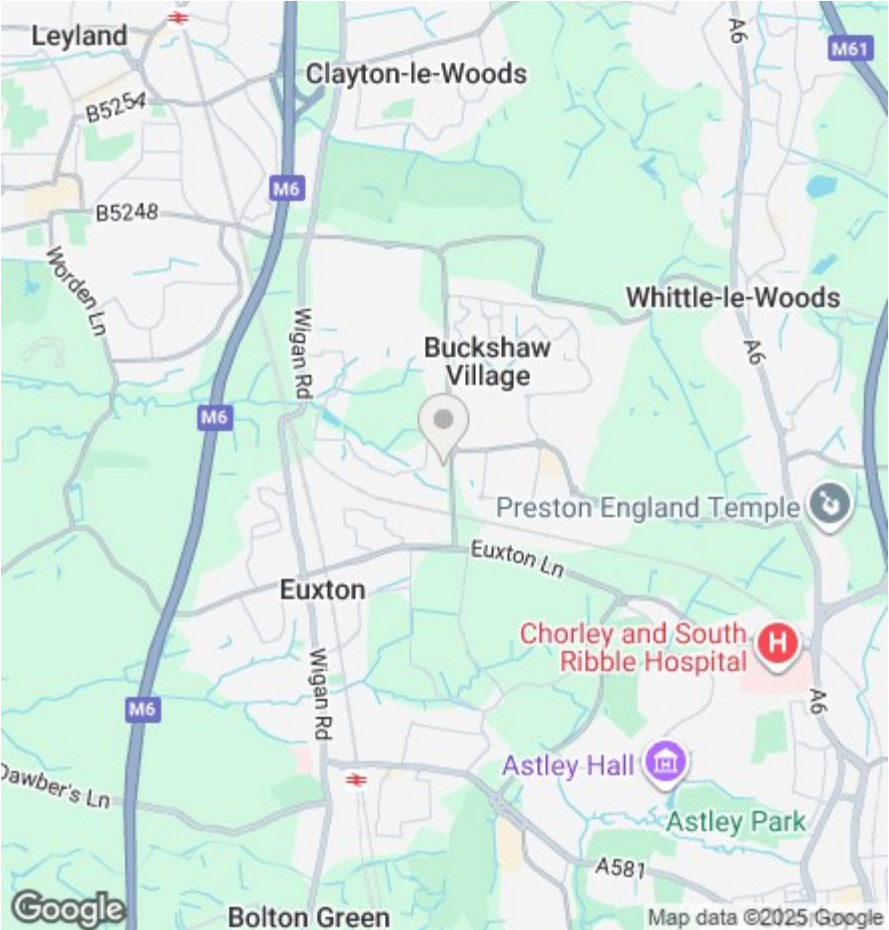 Leyland
A6
M61
Clayton-le-Woods
B5254
M6
B5248
Worden Ln
Whittle-le-Woods
Wigan Rd
Buckshaw
Village
A6
M6
Preston England Temple
Euxton Ln
Euxton
Chorley and South
Ribble Hospital
H
Wigan Rd
A6
M6
Astley Hall
Dawber's Ln
Astley Park
A581
Google
Bolton Green
Map data ©2025 Google